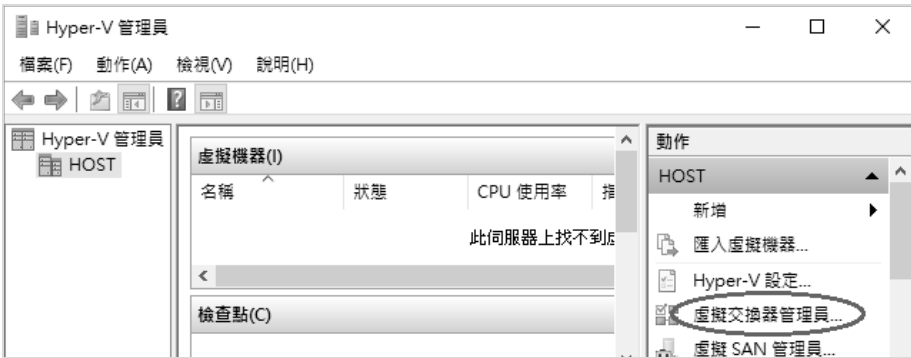 Hyper-V 管理員
檔案(F) 動作(A) 檢視(V) 說明(H)
Hyper-V 管理員
HOST
虛擬機器(I)
名稱 狀態 CPU 使用率 指
此伺服器上找不到虛
檢查點(C)
動作
HOST
新增
匯入虛擬機器...
Hyper-V 設定...
虛擬交換器管理員...
虛擬 SAN 管理員...